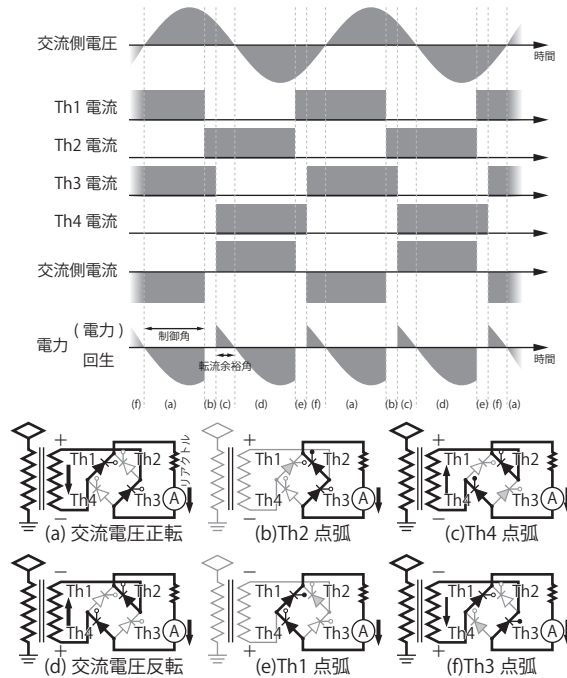 交流側電圧
時間
Th1 電流
Th2 電流
Th3 電流
Th4 電流
交流側電流
電力
(電力)
回生
制御角
転流余裕角
時間
(f) (a) (b) (c) (d) (e) (f) (a) (b) (c) (d) (e) (f) (a)
+ Th1 Th2 Th4 Th3 − A リアクトル
(a) 交流電圧正転
+ Th1 Th2 Th4 Th3 − A
(b)Th2 点弧
+ Th1 Th2 Th4 Th3 − A
(c)Th4 点弧
− Th1 Th2 Th4 Th3 + A
(d) 交流電圧反転
− Th1 Th2 Th4 Th3 + A
(e)Th1 点弧
− Th1 Th2 Th4 Th3 + A
(f)Th3 点弧